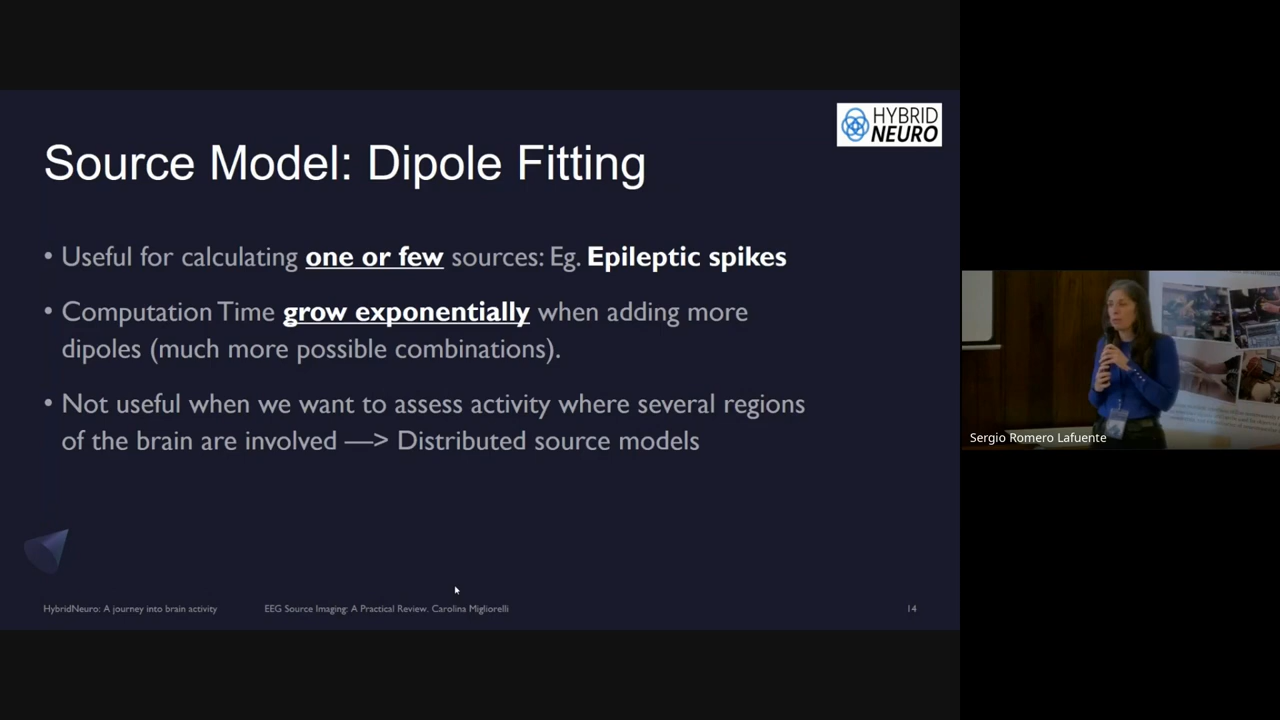 HYBRID
NEURO
Source Model: Dipole Fitting
• Useful for calculating one or few sources: Eg. Epileptic spikes
• Computation Time grow exponentially when adding more
dipoles (much more possible combinations).
• Not useful when we want to assess activity where several regions
of the brain are involved —> Distributed source models
HybridNeuro: A journey into brain activity
EEG Source Imaging: A Practical Review. Carolina Migliorelli
14
Sergio Romero Lafuente